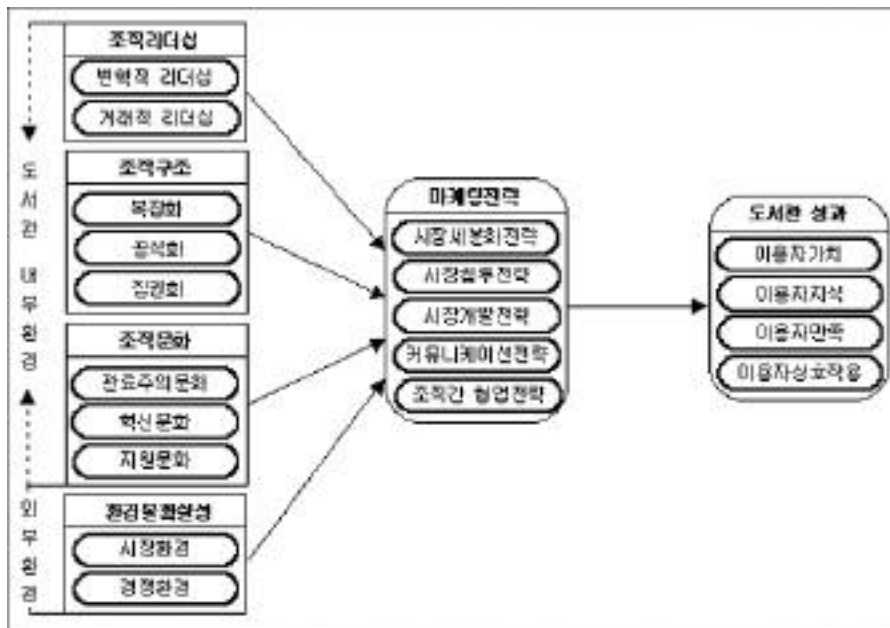 조직리더십
변혁적 리더십
거래적 리더십
조직구조
복잡화
공식화
집권화
조직문화
관료주의문화
혁신문화
지원문화
환경불확실성
시장환경
경쟁환경
도서관 내부환경
외부환경
마케팅전략
시장세분화전략
시장침투전략
시장개발전략
커뮤니케이션전략
조직간 협업전략
도서관 성과
이용자가치
이용자지식
이용자만족
이용자상호작용